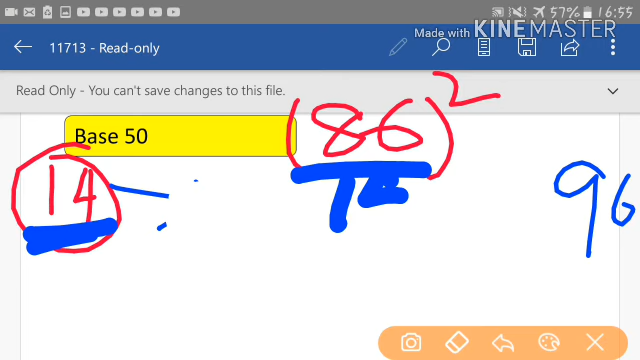 57% 16:55
Made with KINEMASTER
11713 - Read-only
Read Only - You can't save changes to this file.
Base 50
(86)²
14
96